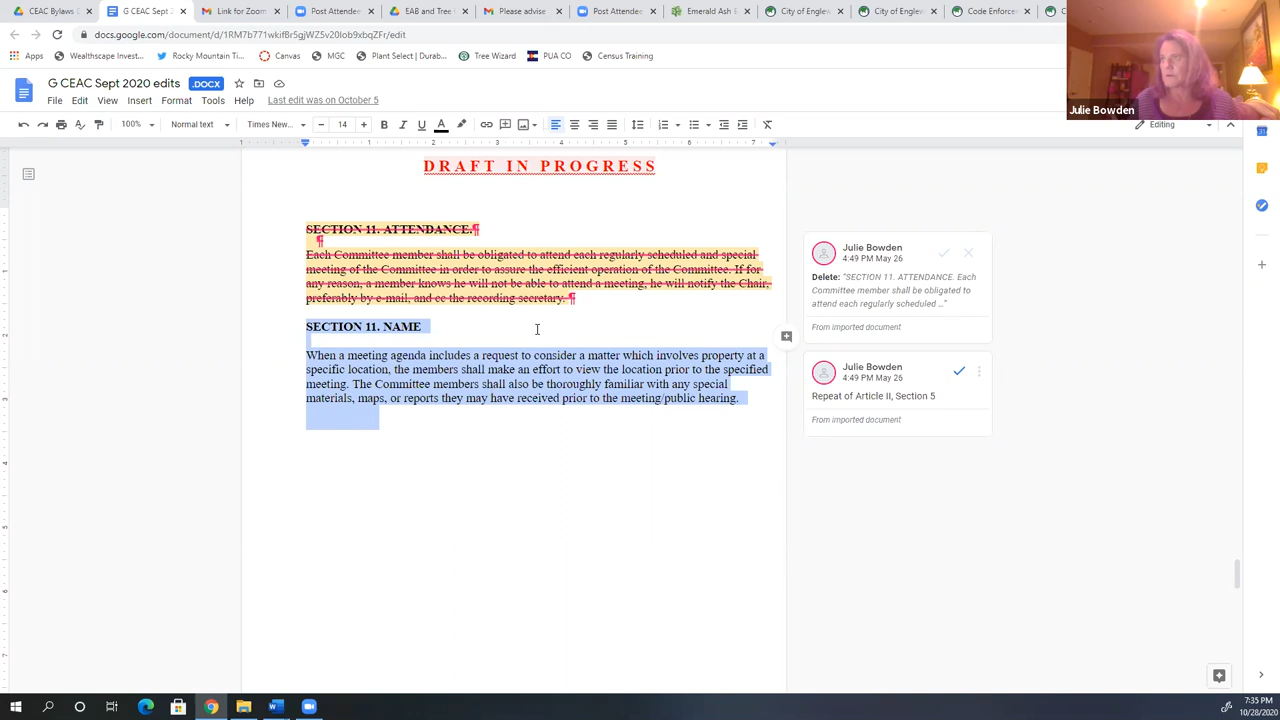 CEAC Bylaws E
G CEAC Sept 2
Link for Zoom
Post Attendee
EAB and Tree
Please advise
Post Attendee
Emerald Ash
City of Englew
City of Englew
Code Enforce
docs.google.com/document/d/
/edit
Apps
Wealthscape Investi...
Rocky Mountain Ti...
Canva
MGC
Plant Select | Durab...
Tree Wizard
PUA CO
Census Training
G CEAC Sept 2020 edits
.DOCX
File Edit View Insert Format Tools Help
Last edit was on October 5
100%
Normal text
Times New...
14
Editing
Julie Bowden
DRAFT IN PROGRESS
SECTION 11. ATTENDANCE.¶
¶
Each Committee member shall be obligated to attend each regularly scheduled and special
meeting of the Committee in order to assure the efficient operation of the Committee. If for
any reason, a member knows he will not be able to attend a meeting, he will notify the Chair,
preferably by e-mail, and cc the recording secretary. ¶
SECTION 11. NAME
When a meeting agenda includes a request to consider a matter which involves property at a
specific location, the members shall make an effort to view the location prior to the specified
meeting. The Committee members shall also be thoroughly familiar with any special
materials, maps, or reports they may have received prior to the meeting/public hearing.
Julie Bowden
4:49 PM May 26
Delete: "SECTION 11. ATTENDANCE. Each
Committee member shall be obligated to
attend each regularly scheduled ..."
From imported document
Julie Bowden
4:49 PM May 26
Repeat of Article II, Section 5
From imported document
7:35 PM
10/28/2020